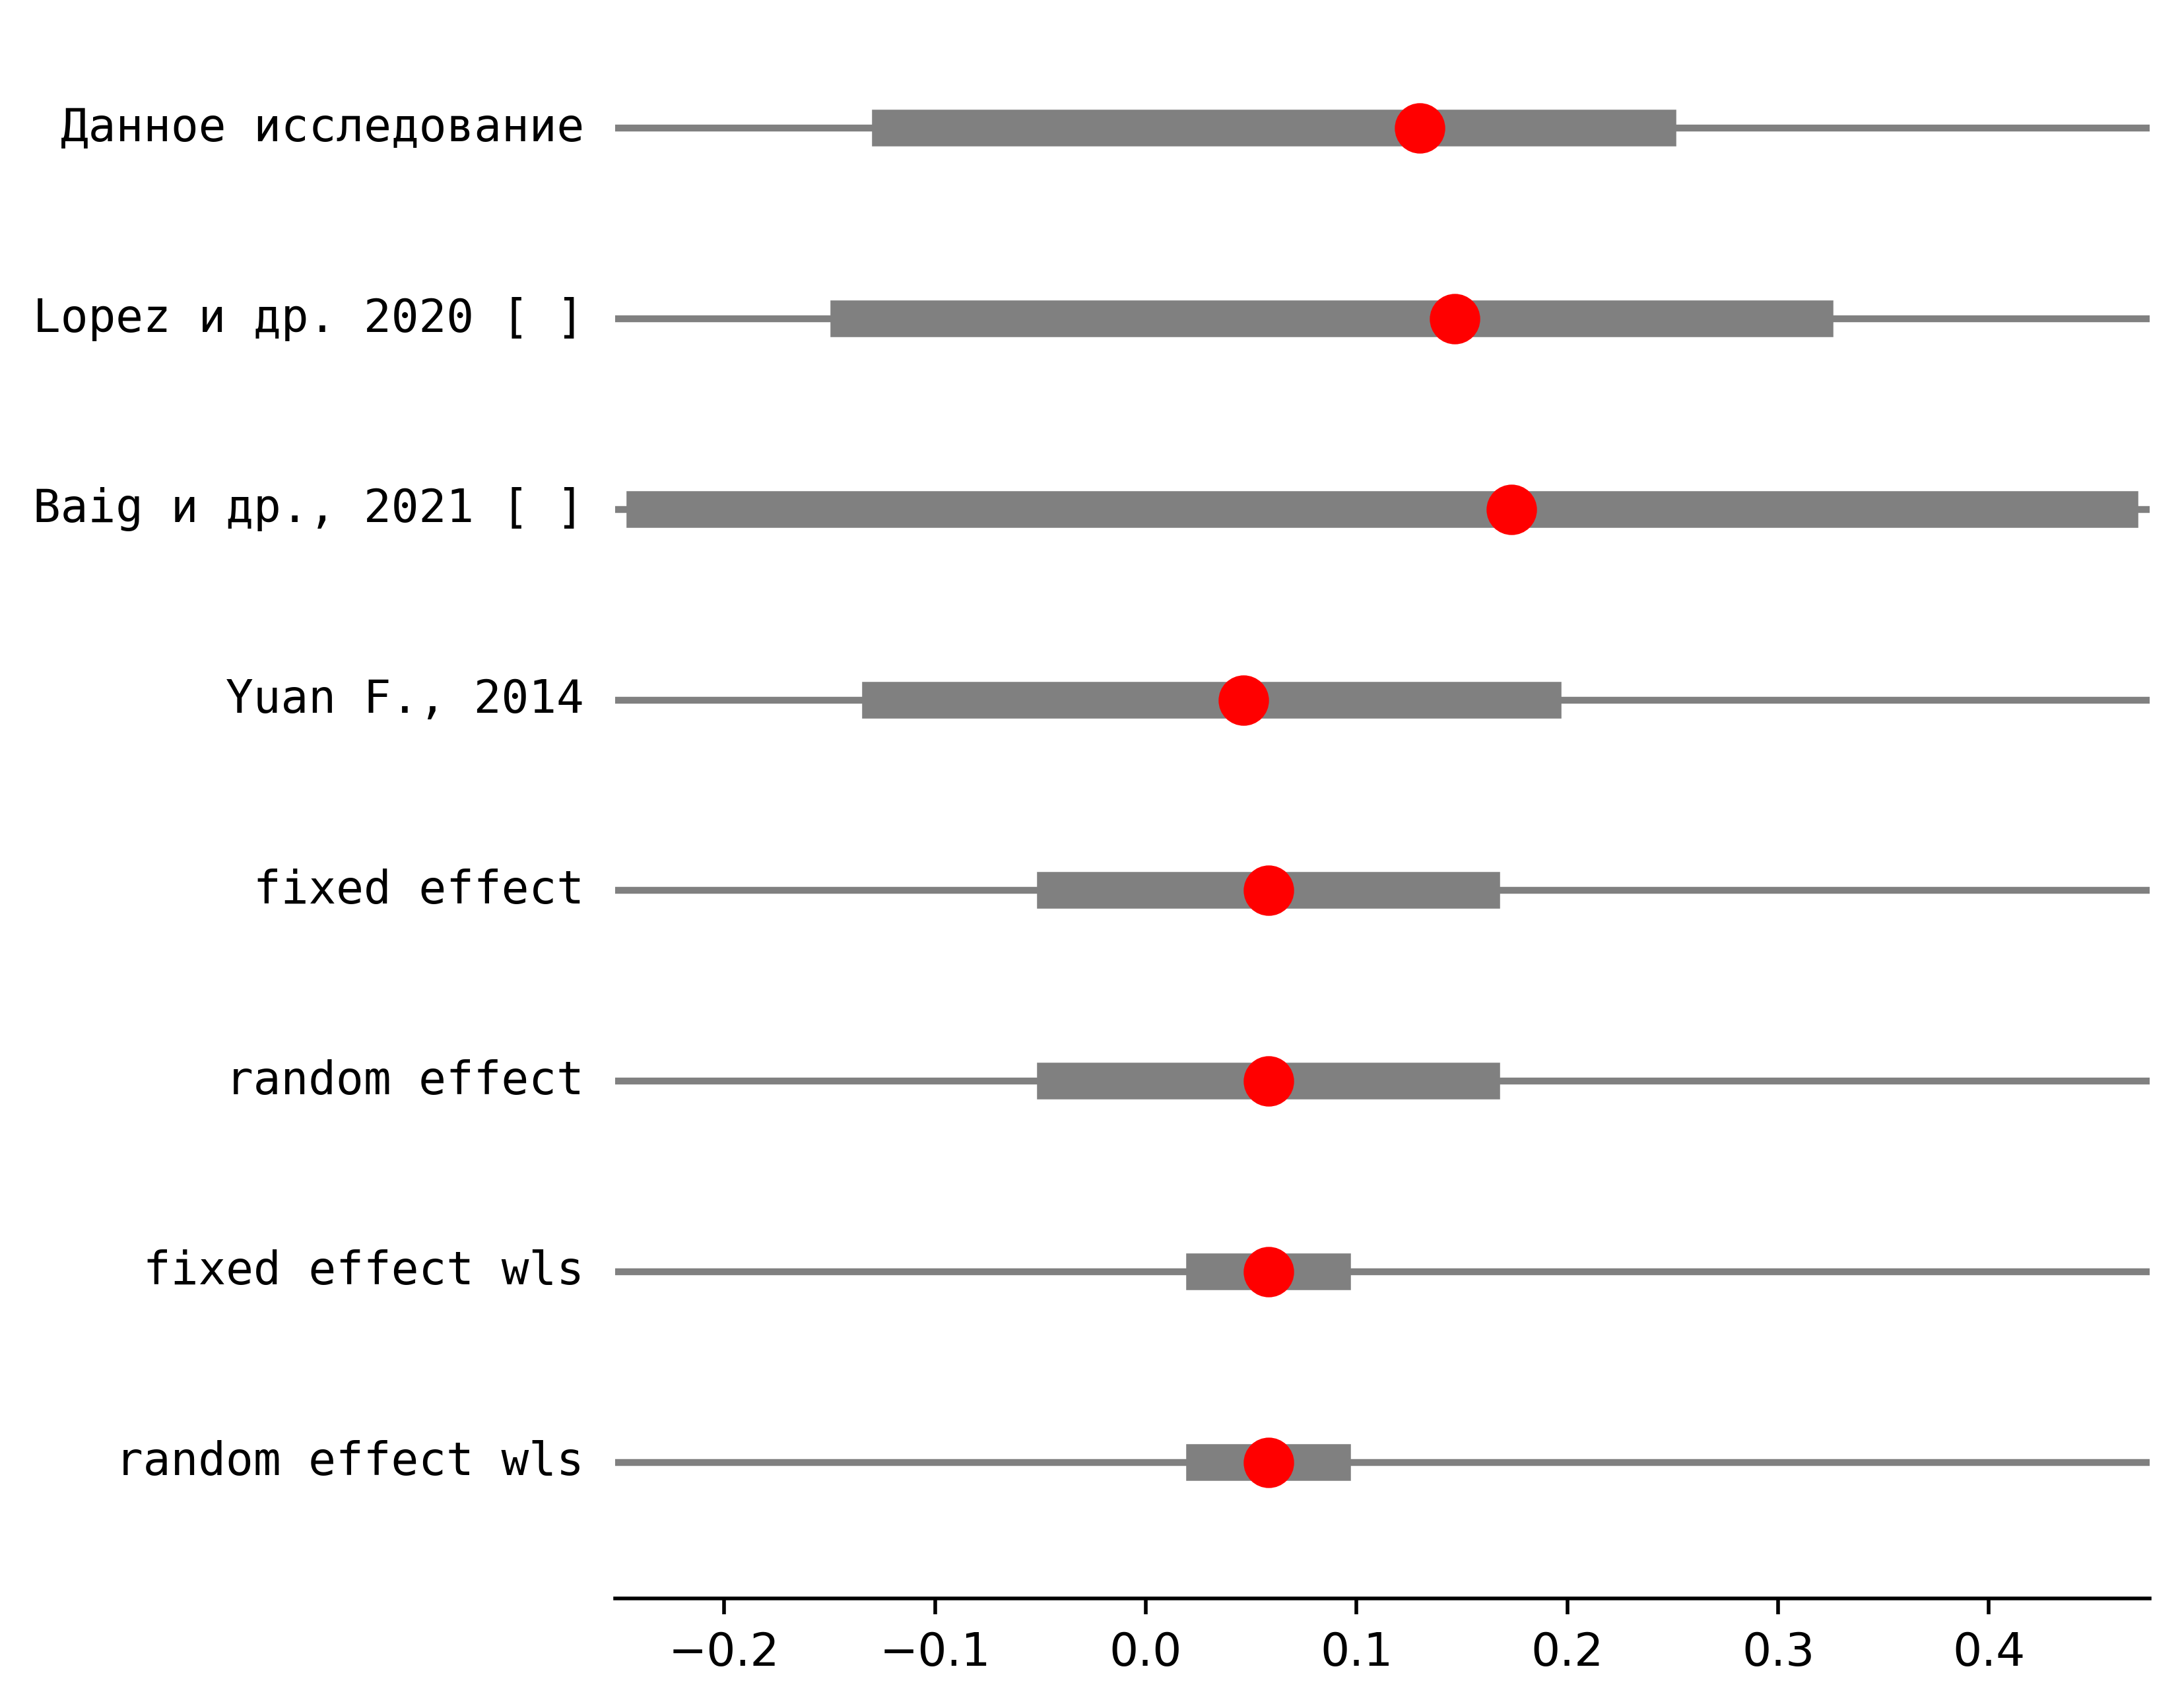 Данное исследование
Lopez и др. 2020 [ ]
Baig и др., 2021 [ ]
Yuan F., 2014
fixed effect
random effect
fixed effect wls
random effect wls
−0.2 −0.1 0.0 0.1 0.2 0.3 0.4